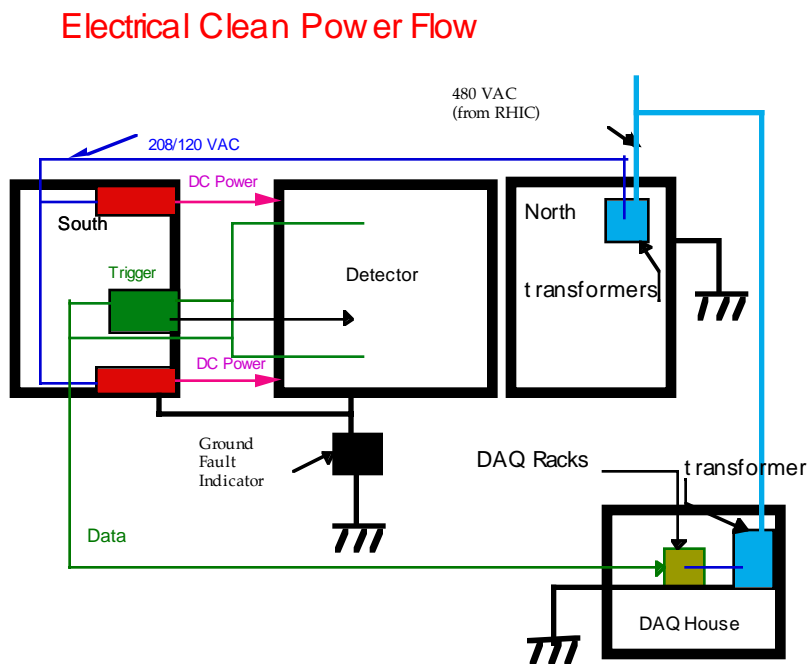 Electrical Clean Power Flow
480 VAC
(from RHIC)
208/120 VAC
DC Power
South
North
Trigger
Detector
transformers
DC Power
Ground
Fault
Indicator
DAQ Racks
transformer
Data
DAQ House